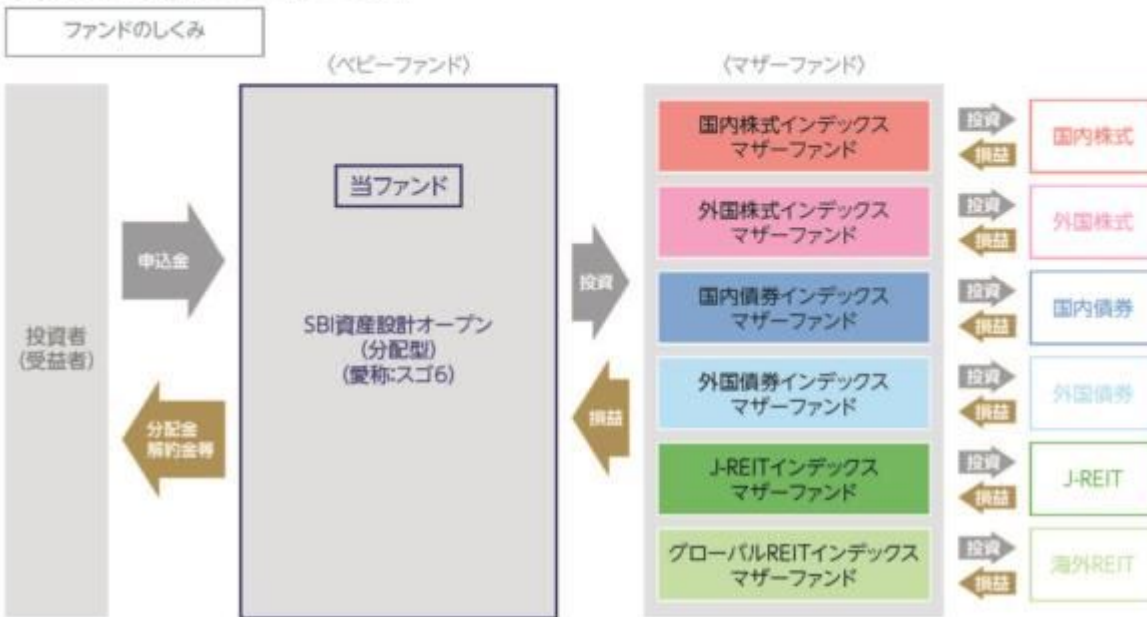 ファンドのしくみ
〈ベビーファンド〉
〈マザーファンド〉
投資者
(受益者)
申込金
分配金
解約金等
当ファンド
SBI資産設計オープン
(分配型)
(愛称:スゴ6)
投資
損益
国内株式インデックス
マザーファンド
投資
損益
国内株式
外国株式インデックス
マザーファンド
投資
損益
外国株式
国内債券インデックス
マザーファンド
投資
損益
国内債券
外国債券インデックス
マザーファンド
投資
損益
外国債券
J-REITインデックス
マザーファンド
投資
損益
J-REIT
グローバルREITインデックス
マザーファンド
投資
損益
海外REIT